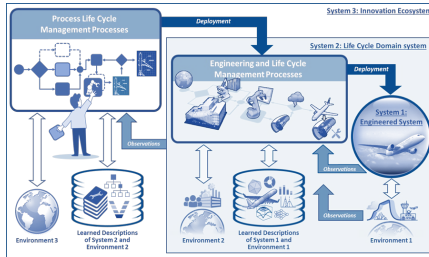 System 3: Innovation Ecosystem
Process Life Cycle
Management Processes
Deployment
System 2: Life Cycle Domain system
Engineering and Life Cycle
Management Processes
Deployment
System 1:
Engineered System
Observations
Observations
Observations
Environment 3
Learned Descriptions
of System 2 and
Environment 2
Environment 2
Learned Descriptions
of System 1 and
Environment 1
Environment 1